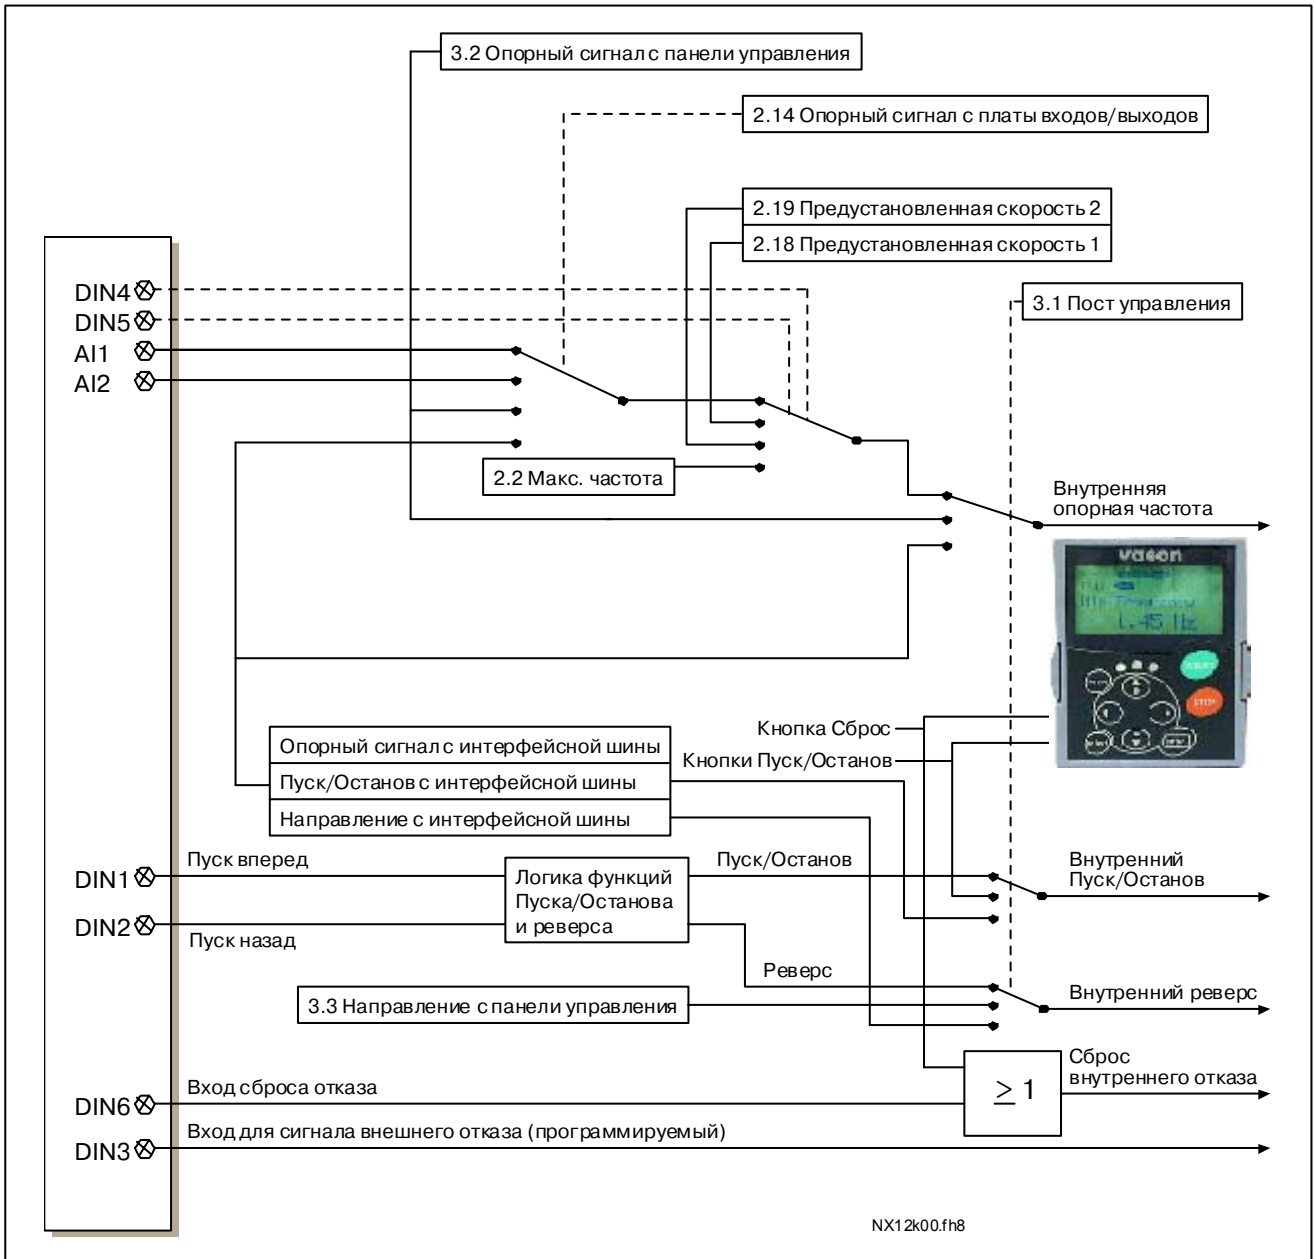 3.2 Опорный сигнал с панели управления
2.14 Опорный сигнал с платы входов/выходов
2.19 Предустановленная скорость 2
2.18 Предустановленная скорость 1
3.1 Пост управления
DIN4
DIN5
AI1
AI2
2.2 Макс. частота
Внутренняя
опорная частота
vacon
1.45 Hz
STOP
Кнопка Сброс
Кнопки Пуск/Останов
Опорный сигнал с интерфейсной шины
Пуск/Останов с интерфейсной шины
Направление с интерфейсной шины
DIN1
Пуск вперед
Логика функций
Пуска/Останова
и реверса
Пуск/Останов
Внутренний
Пуск/Останов
DIN2
Пуск назад
Реверс
3.3 Направление с панели управления
Внутренний реверс
Сброс
внутреннего отказа
≥ 1
DIN6
Вход сброса отказа
DIN3
Вход для сигнала внешнего отказа (программируемый)
NX12k00.fh8